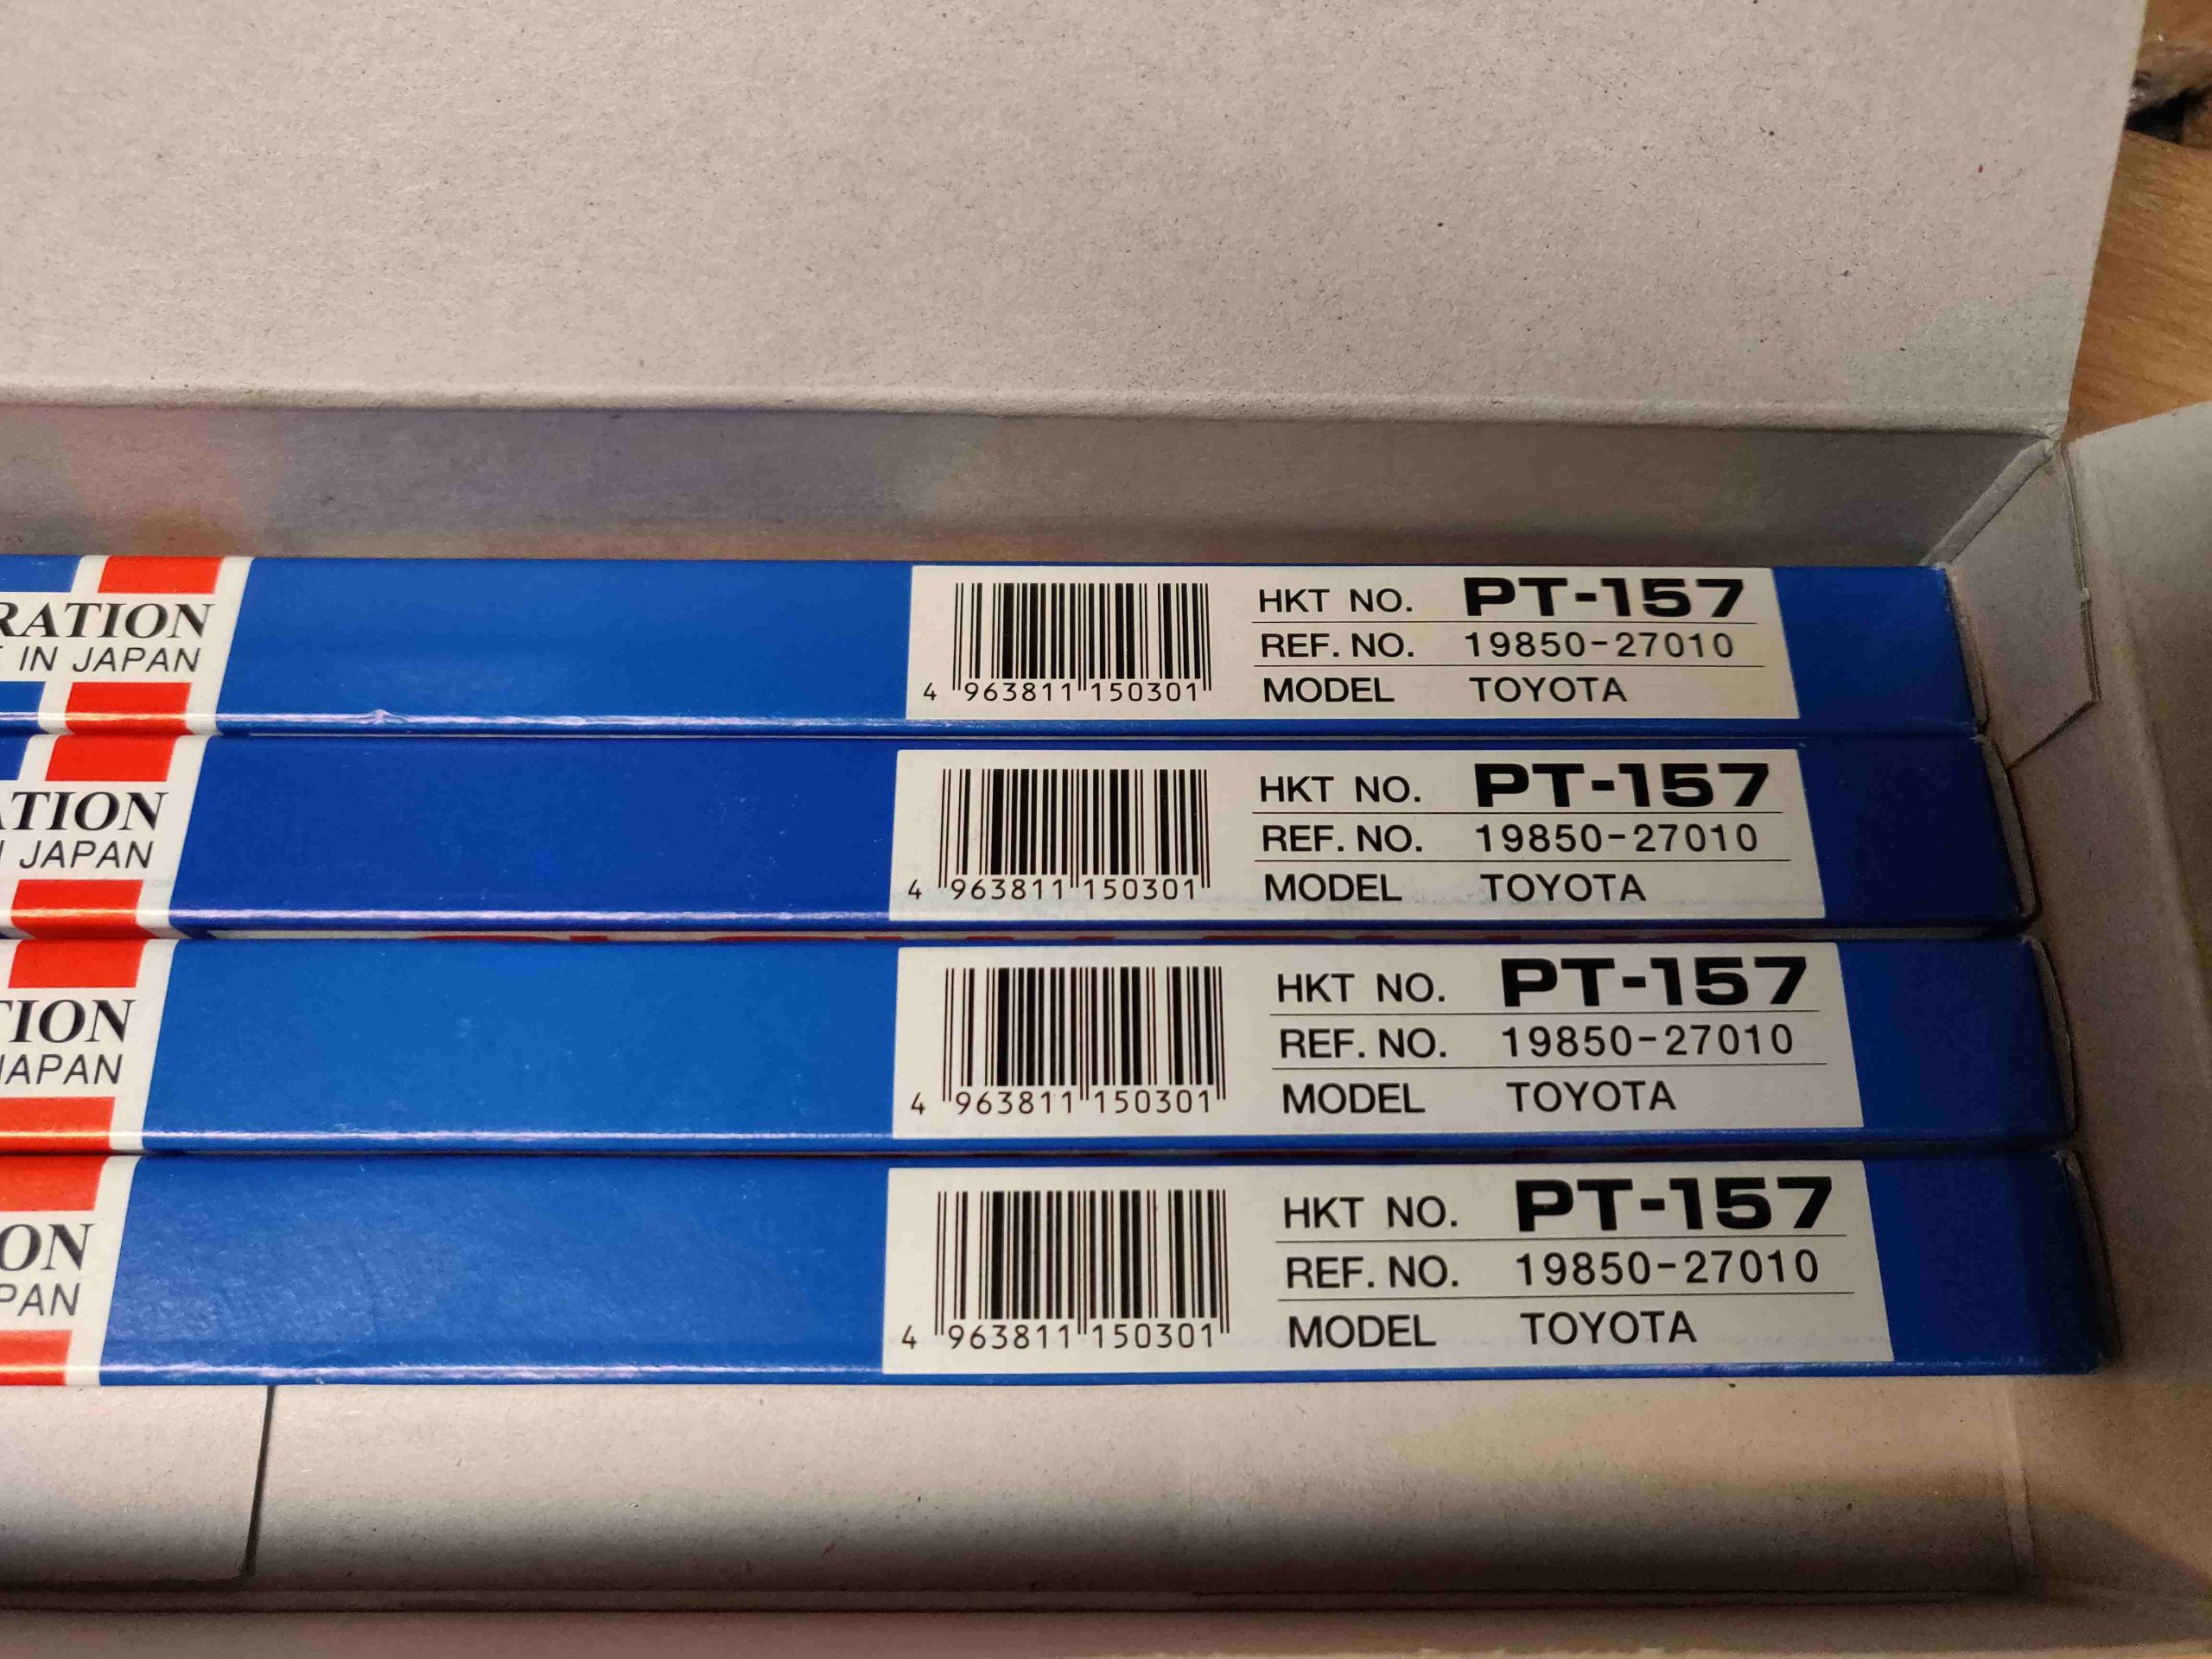 RATION
IN JAPAN
4 963811 150301
HKT NO. PT-157
REF. NO. 19850-27010
MODEL TOYOTA
ATION
JAPAN
4 963811 150301
HKT NO. PT-157
REF. NO. 19850-27010
MODEL TOYOTA
TION
JAPAN
4 963811 150301
HKT NO. PT-157
REF. NO. 19850-27010
MODEL TOYOTA
ON
PAN
4 963811 150301
HKT NO. PT-157
REF. NO. 19850-27010
MODEL TOYOTA